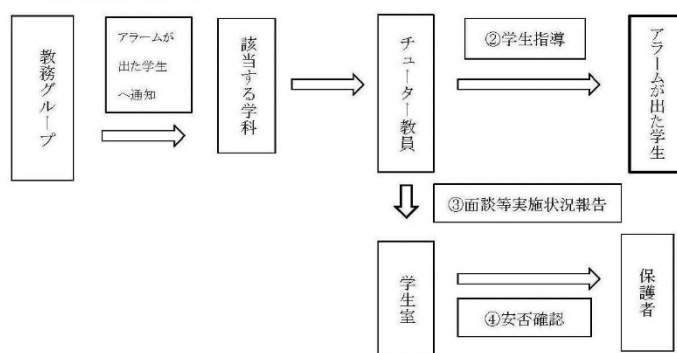 教務グループ
アラームが
出た学生
へ通知
該当する学科
チューター教員
②学生指導
アラームが出た学生
③面談等実施状況報告
学生室
④安否確認
保護者